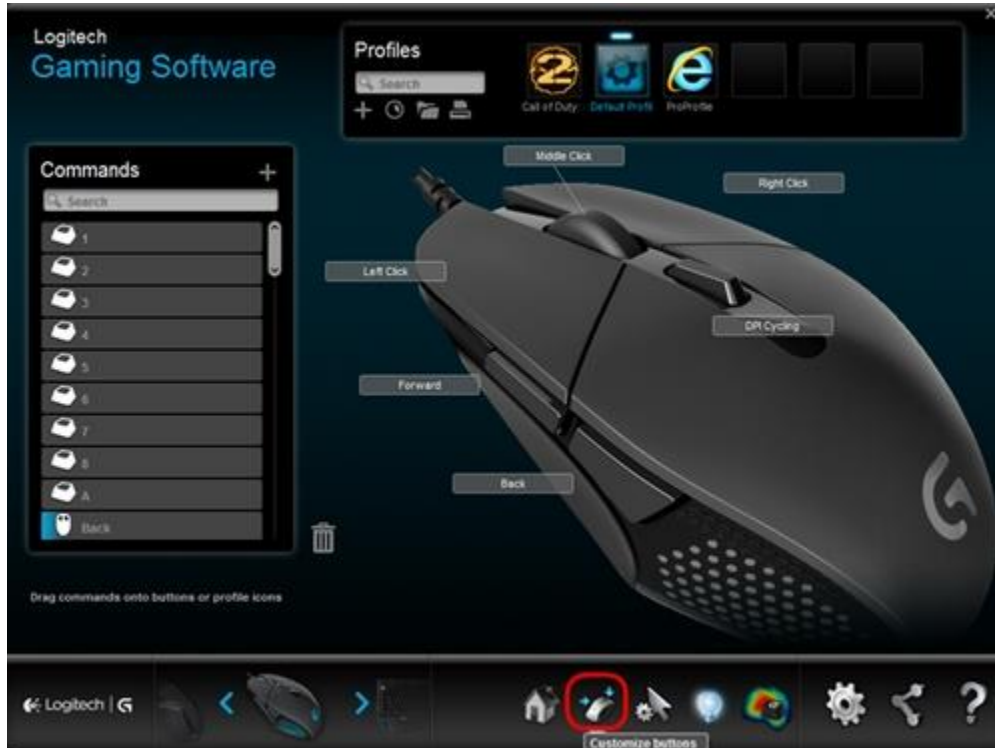 Logitech
Gaming Software
Profiles
Search
Call of Duty
Default Profil
ProProfile
Commands
Search
1
2
3
4
5
6
7
8
A
Back
Middle Click
Right Click
Left Click
DPI Cycling
Forward
Back
Drag commands onto buttons or profile icons
Logitech | G
Customize buttons